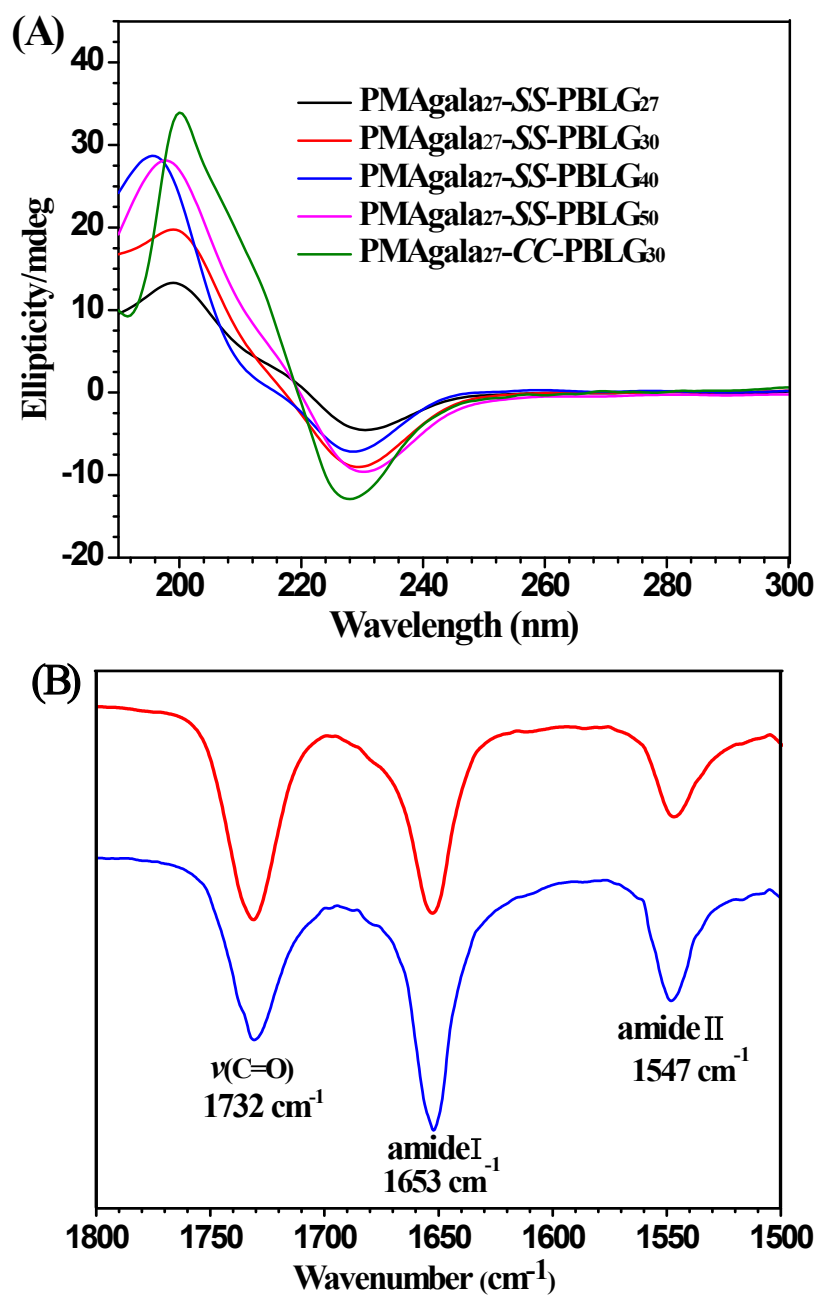 (A)
40
30
20
10
0
-10
-20
Ellipticity/mdeg
PMAgala27-SS-PBLG27
PMAgala27-SS-PBLG30
PMAgala27-SS-PBLG40
PMAgala27-SS-PBLG50
PMAgala27-CC-PBLG30
200 220 240 260 280 300
Wavelength (nm)
(B)
ν(C=O)
1732 cm-1
amideⅠ
1653 cm-1
amideⅡ
1547 cm-1
1800 1750 1700 1650 1600 1550 1500
Wavenumber (cm-1)